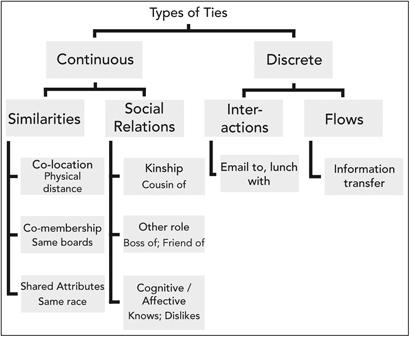 Types of Ties
Continuous
Discrete
Similarities
Social
Relations
Inter-
actions
Flows
Co-location
Physical
distance
Kinship
Cousin of
Email to, lunch
with
Information
transfer
Co-membership
Same boards
Other role
Boss of; Friend of
Shared Attributes
Same race
Cognitive /
Affective
Knows; Dislikes